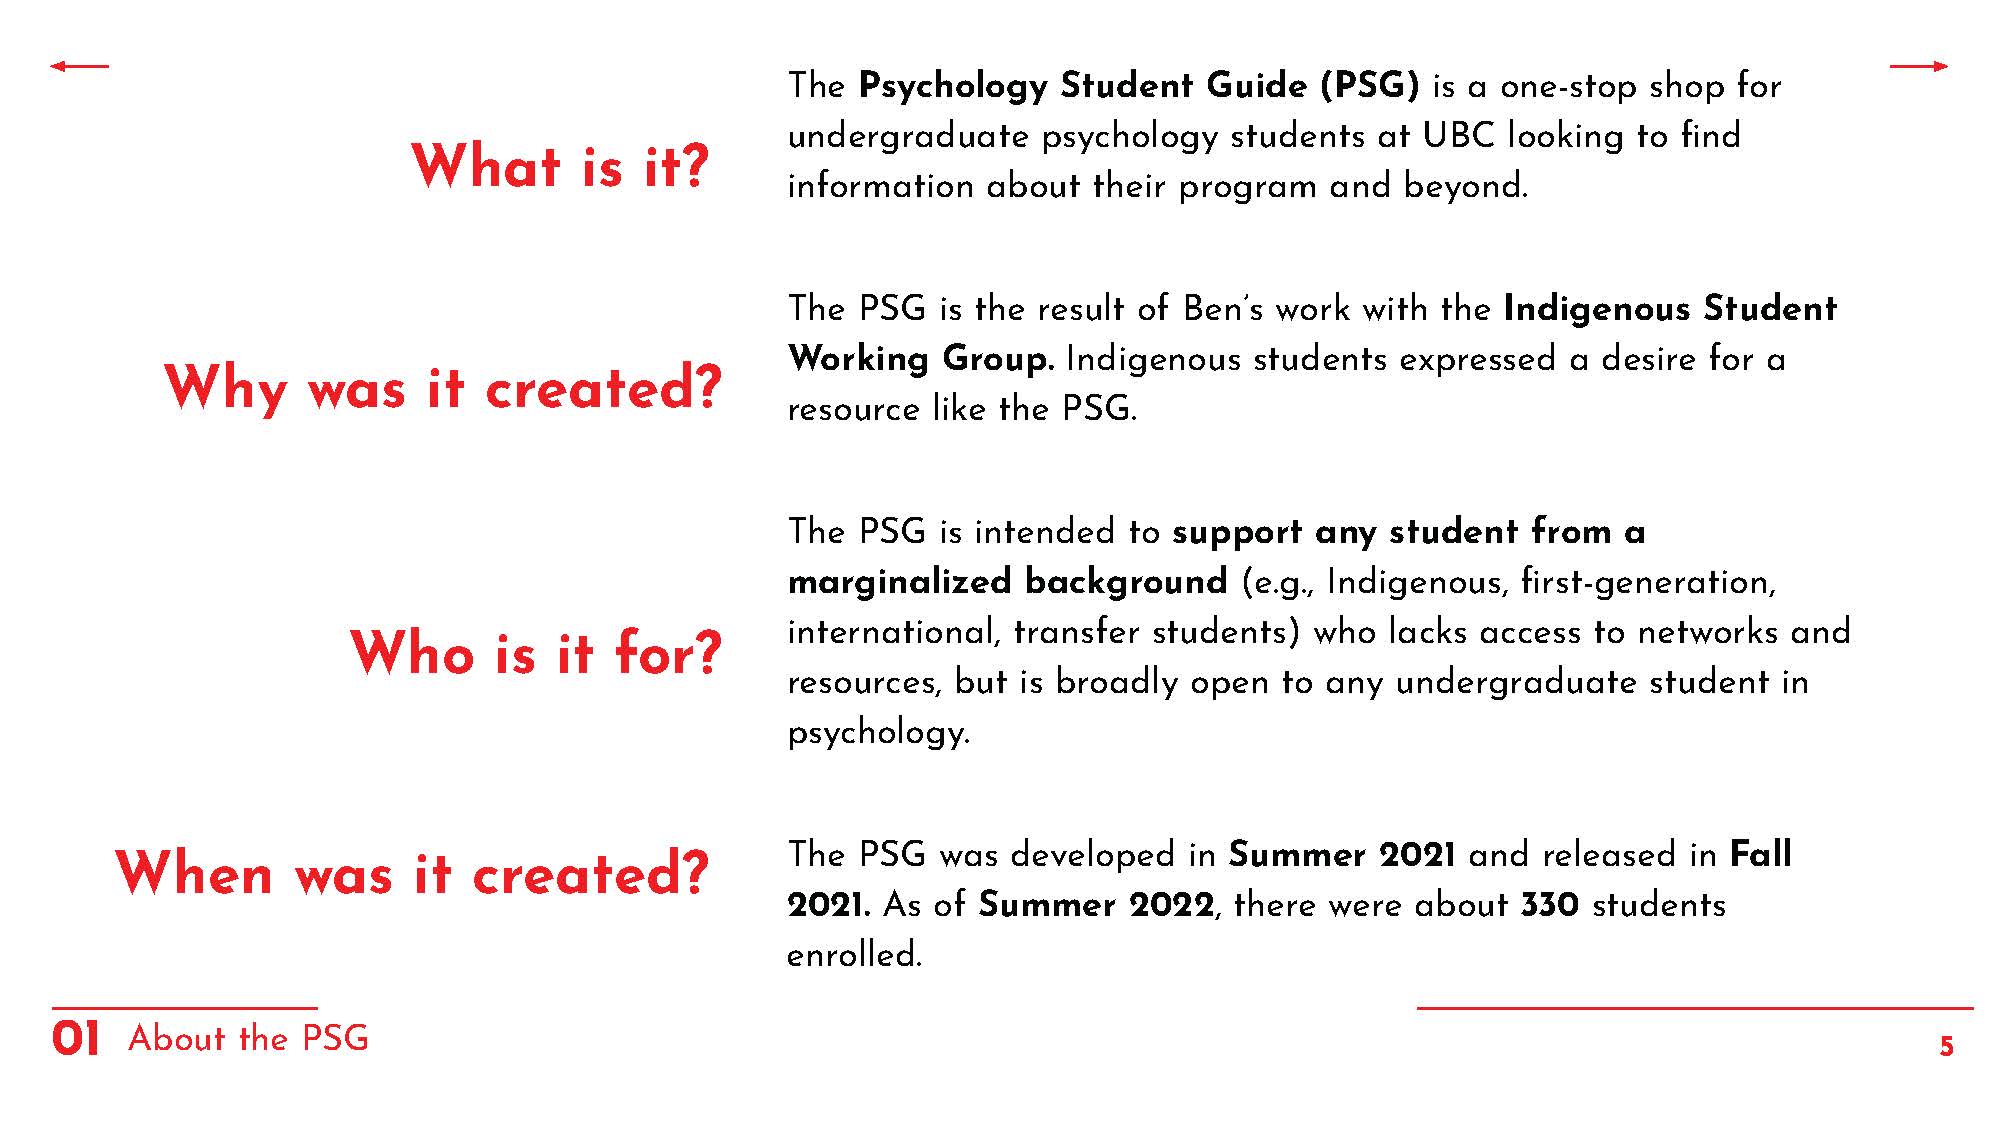 What is it?
The Psychology Student Guide (PSG) is a one-stop shop for
undergraduate psychology students at UBC looking to find
information about their program and beyond.
Why was it created?
The PSG is the result of Ben’s work with the Indigenous Student
Working Group. Indigenous students expressed a desire for a
resource like the PSG.
Who is it for?
The PSG is intended to support any student from a
marginalized background (e.g., Indigenous, first-generation,
international, transfer students) who lacks access to networks and
resources, but is broadly open to any undergraduate student in
psychology.
When was it created?
The PSG was developed in Summer 2021 and released in Fall
2021. As of Summer 2022, there were about 330 students
enrolled.
01 About the PSG
5